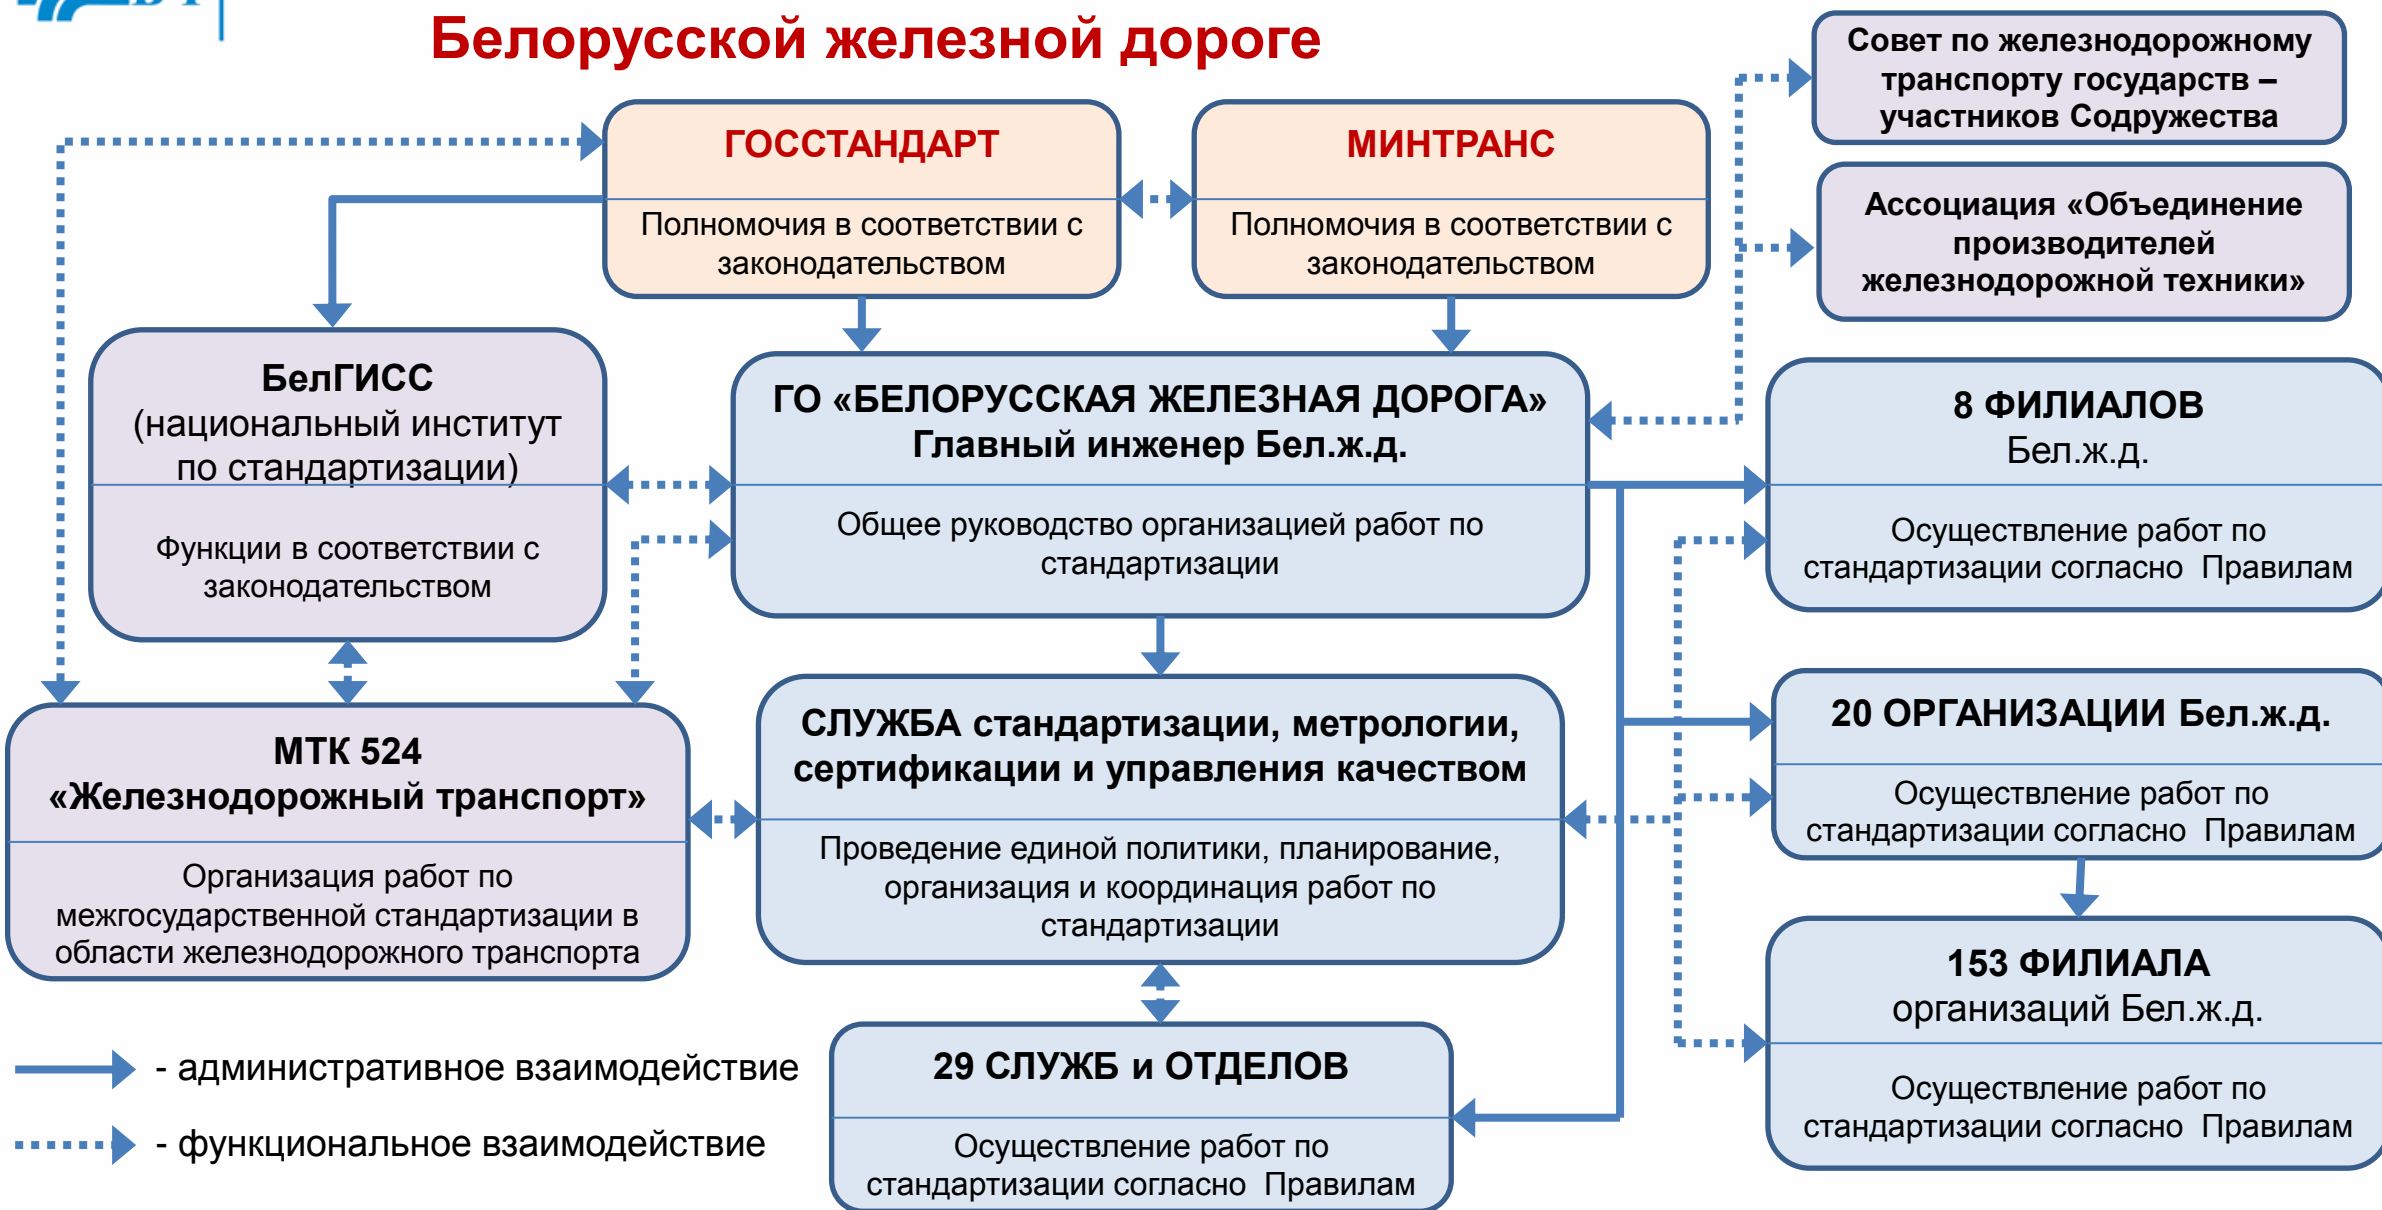 Белорусской железной дороге
Совет по железнодорожному
транспорту государств –
участников Содружества
ГОССТАНДАРТ
Полномочия в соответствии с
законодательством
МИНТРАНС
Полномочия в соответствии с
законодательством
Ассоциация «Объединение
производителей
железнодорожной техники»
БелГИСС
(национальный институт
по стандартизации)
Функции в соответствии с
законодательством
ГО «БЕЛОРУССКАЯ ЖЕЛЕЗНАЯ ДОРОГА»
Главный инженер Бел.ж.д.
Общее руководство организацией работ по
стандартизации
8 ФИЛИАЛОВ
Бел.ж.д.
Осуществление работ по
стандартизации согласно  Правилам
МТК 524
«Железнодорожный транспорт»
Организация работ по
межгосударственной стандартизации в
области железнодорожного транспорта
СЛУЖБА стандартизации, метрологии,
сертификации и управления качеством
Проведение единой политики, планирование,
организация и координация работ по
стандартизации
20 ОРГАНИЗАЦИИ Бел.ж.д.
Осуществление работ по
стандартизации согласно  Правилам
153 ФИЛИАЛА
организаций Бел.ж.д.
Осуществление работ по
стандартизации согласно  Правилам
29 СЛУЖБ и ОТДЕЛОВ
Осуществление работ по
стандартизации согласно  Правилам
- административное взаимодействие
- функциональное взаимодействие